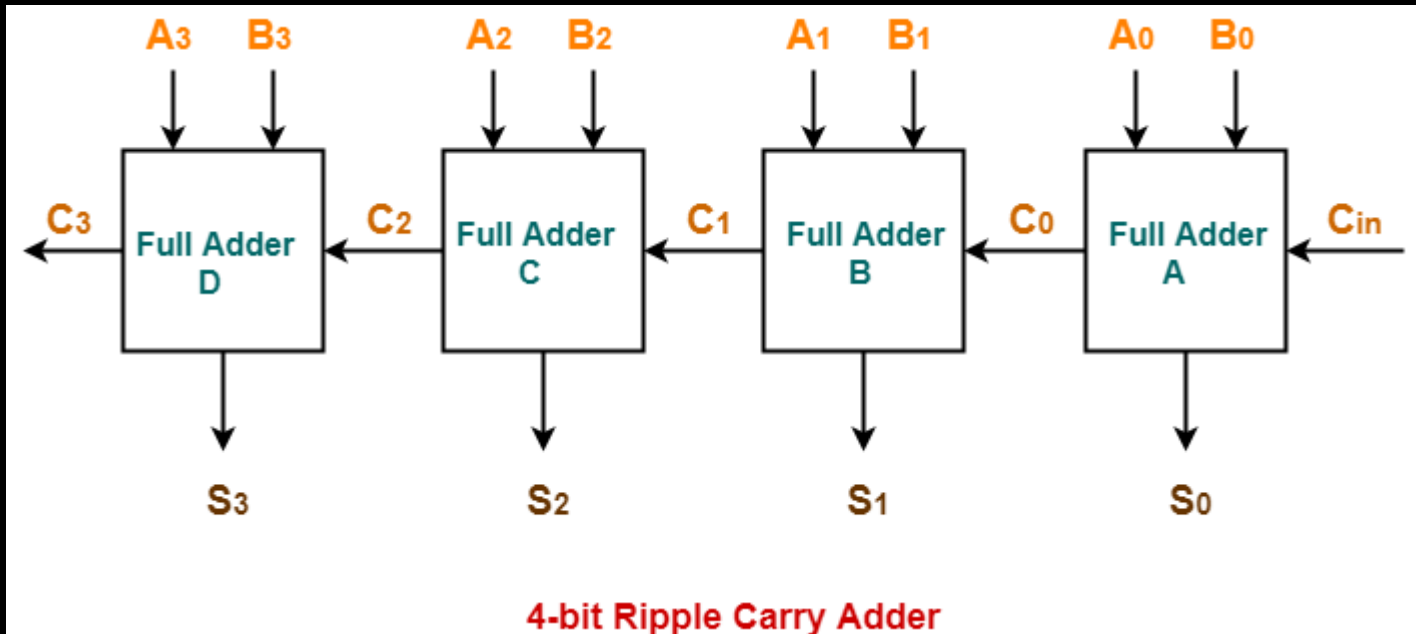 A3 B3 A2 B2 A1 B1 A0 B0
C3 C2 C1 C0 Cin
Full Adder
D
Full Adder
C
Full Adder
B
Full Adder
A
S3 S2 S1 S0
4-bit Ripple Carry Adder